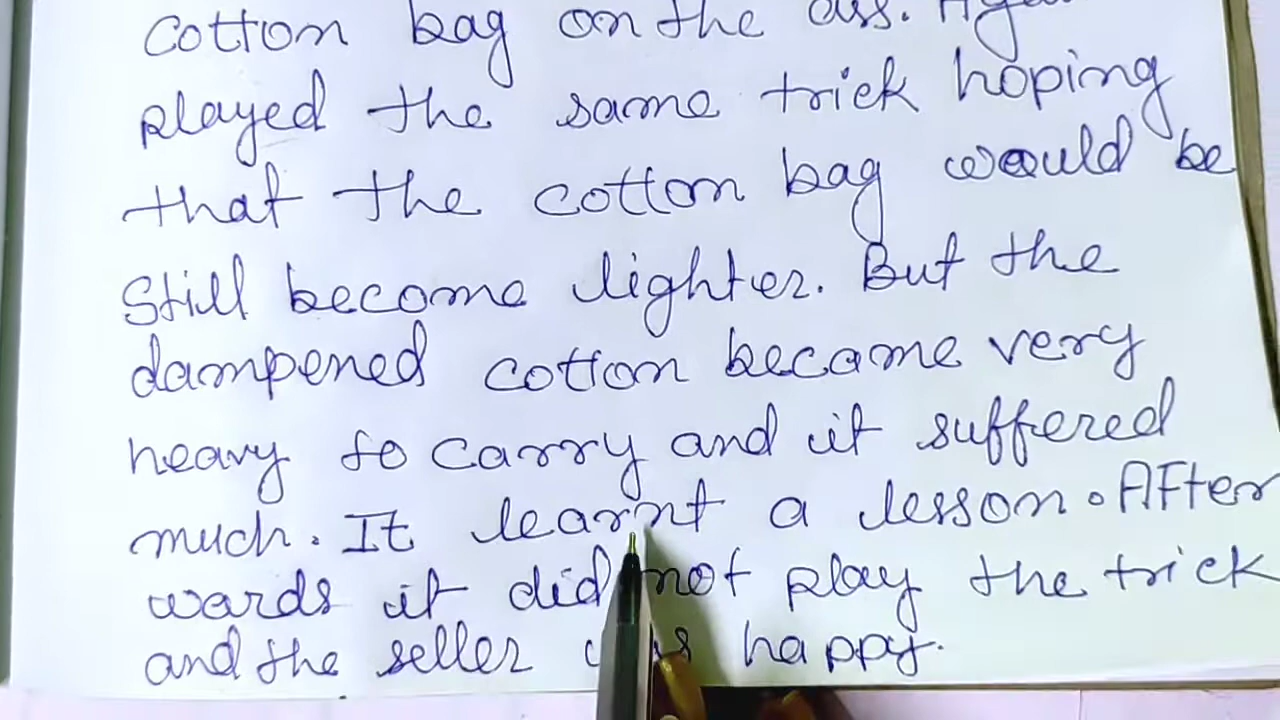 cotton bag on the ass.
played the same trick hoping
that the cotton bag would be
still become lighter. But the
dampened cotton became very
heavy to carry and it suffered
much. It learnt a lesson. After
wards it did not play the trick
and the seller happy.